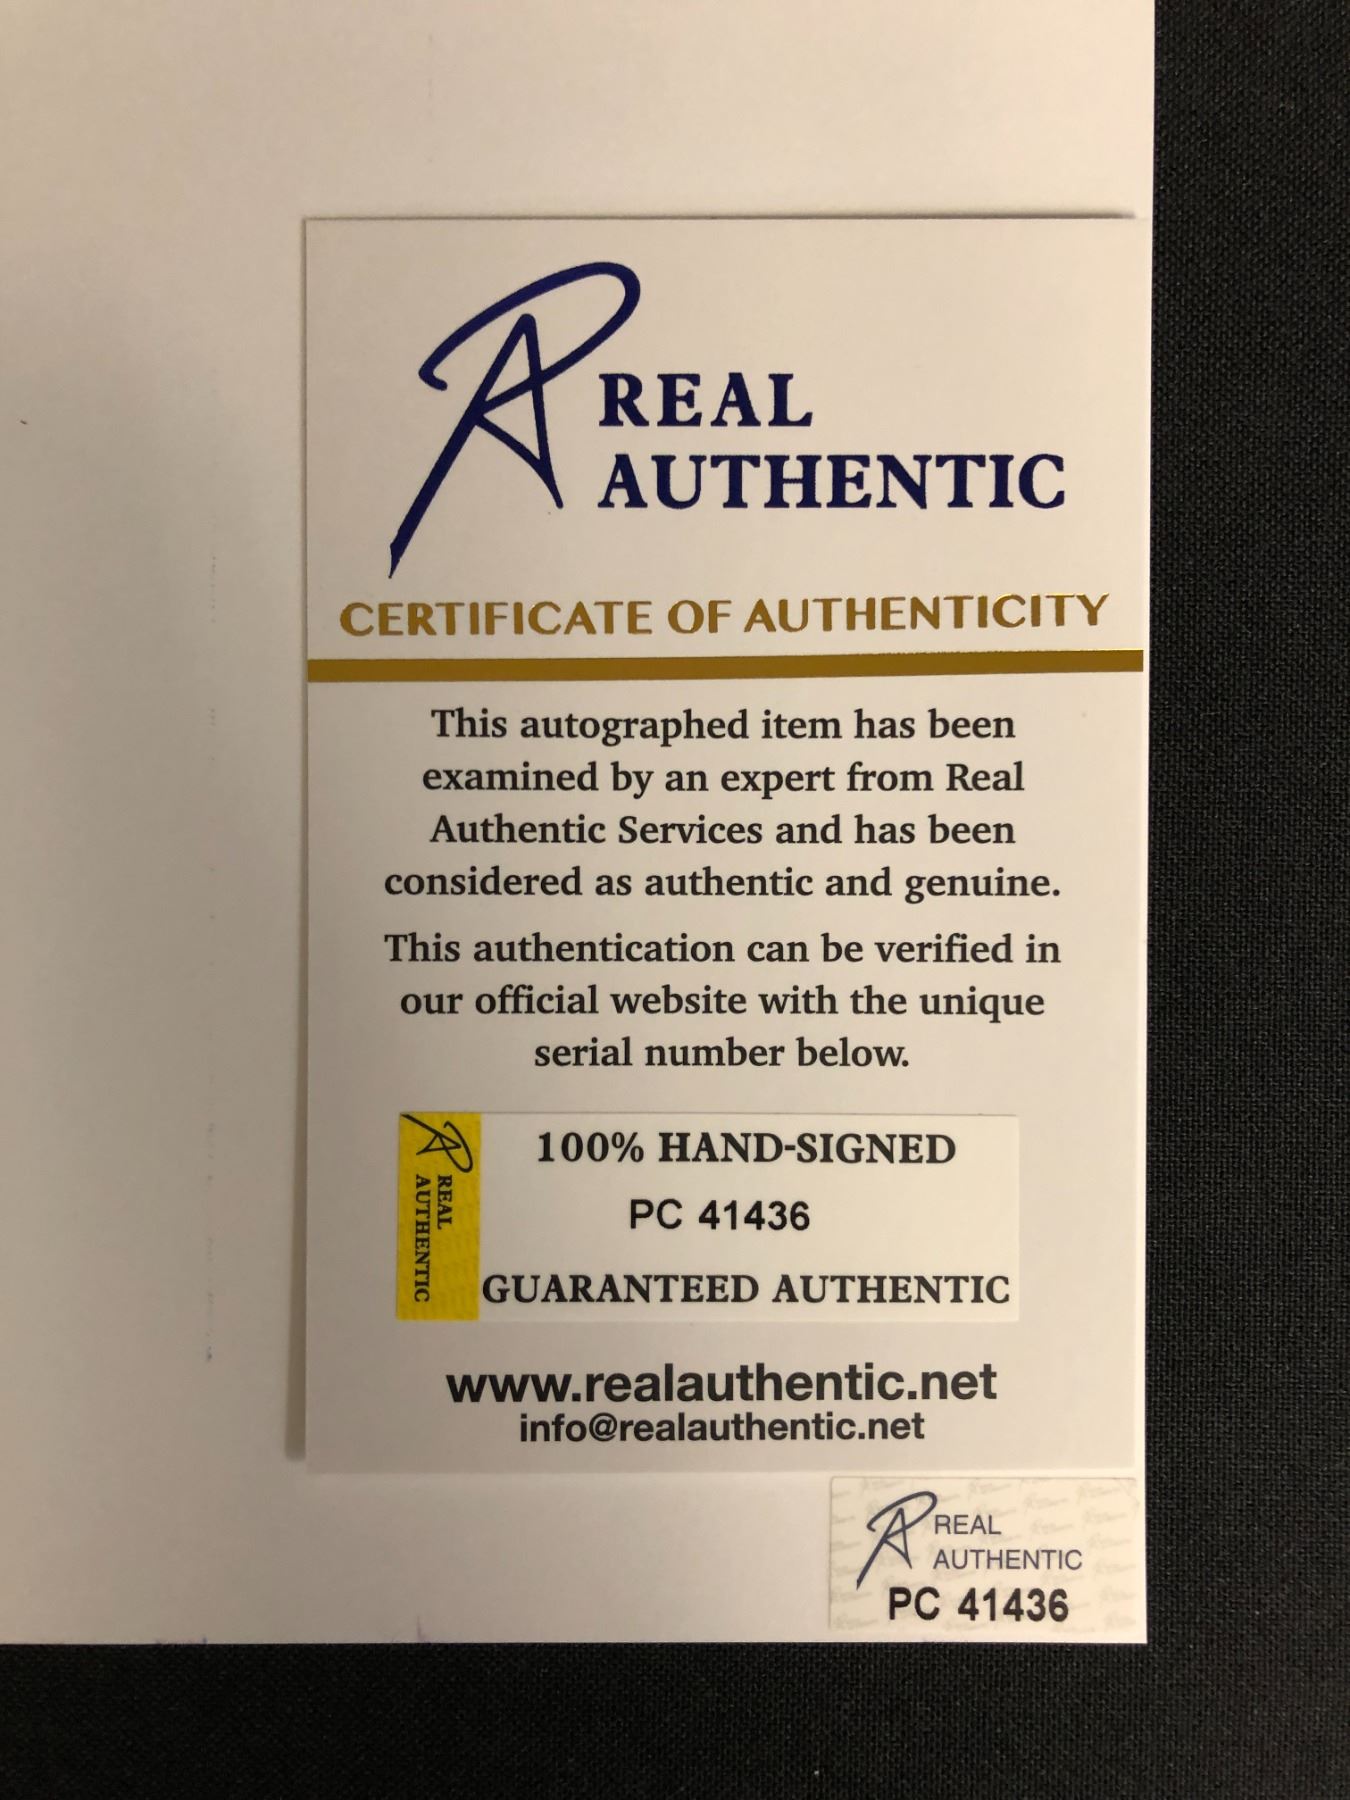 REAL
AUTHENTIC
CERTIFICATE OF AUTHENTICITY
This autographed item has been
examined by an expert from Real
Authentic Services and has been
considered as authentic and genuine.
This authentication can be verified in
our official website with the unique
serial number below.
REAL
AUTHENTIC
100% HAND-SIGNED
PC 41436
GUARANTEED AUTHENTIC
www.realauthentic.net
info@realauthentic.net
REAL
AUTHENTIC
PC 41436